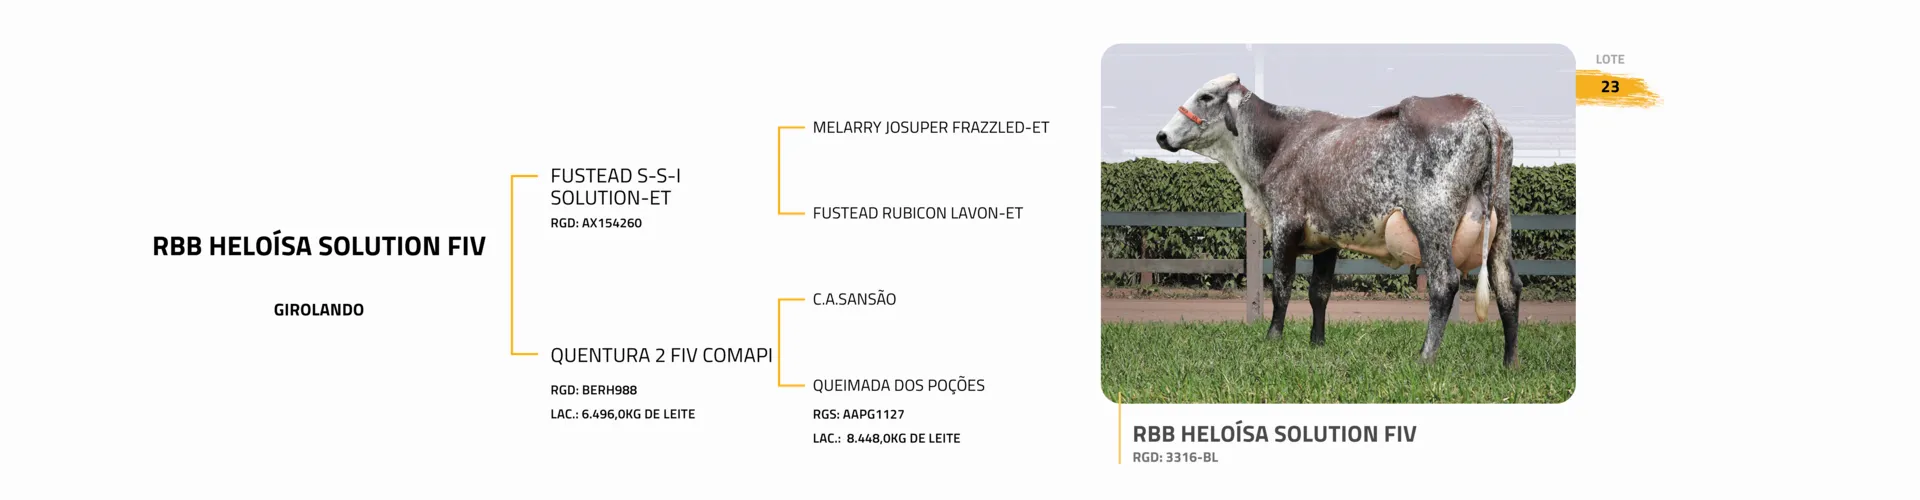 RBB HELOÍSA SOLUTION FIV
GIROLANDO
FUSTEAD S-S-I
SOLUTION-ET
RGD: AX154260
QUENTURA 2 FIV COMAPI
RGD: BERH988
LAC.: 6.496,0KG DE LEITE
MELARRY JOSUPER FRAZZLED-ET
FUSTEAD RUBICON LAVON-ET
C.A.SANSÃO
QUEIMADA DOS POÇÕES
RGS: AAPG1127
LAC.: 8.448,0KG DE LEITE
LOTE
23
RBB HELOÍSA SOLUTION FIV
RGD: 3316-BL